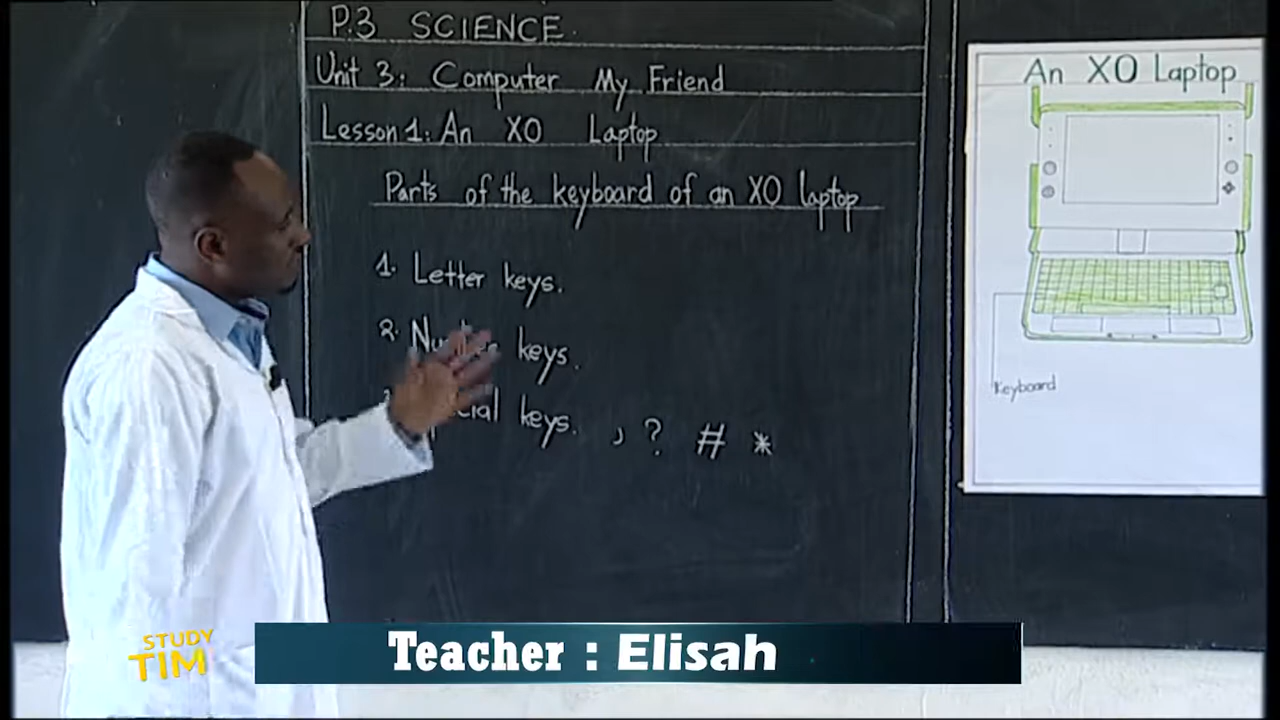 P.3 SCIENCE.
Unit 3: Computer My Friend
Lesson 1: An XO Laptop
Parts of the keyboard of an XO laptop
1. Letter keys.
2. keys.
keys. , ? # *
An XO Laptop
Keyboard
STUDY
TIM
Teacher : Elisah